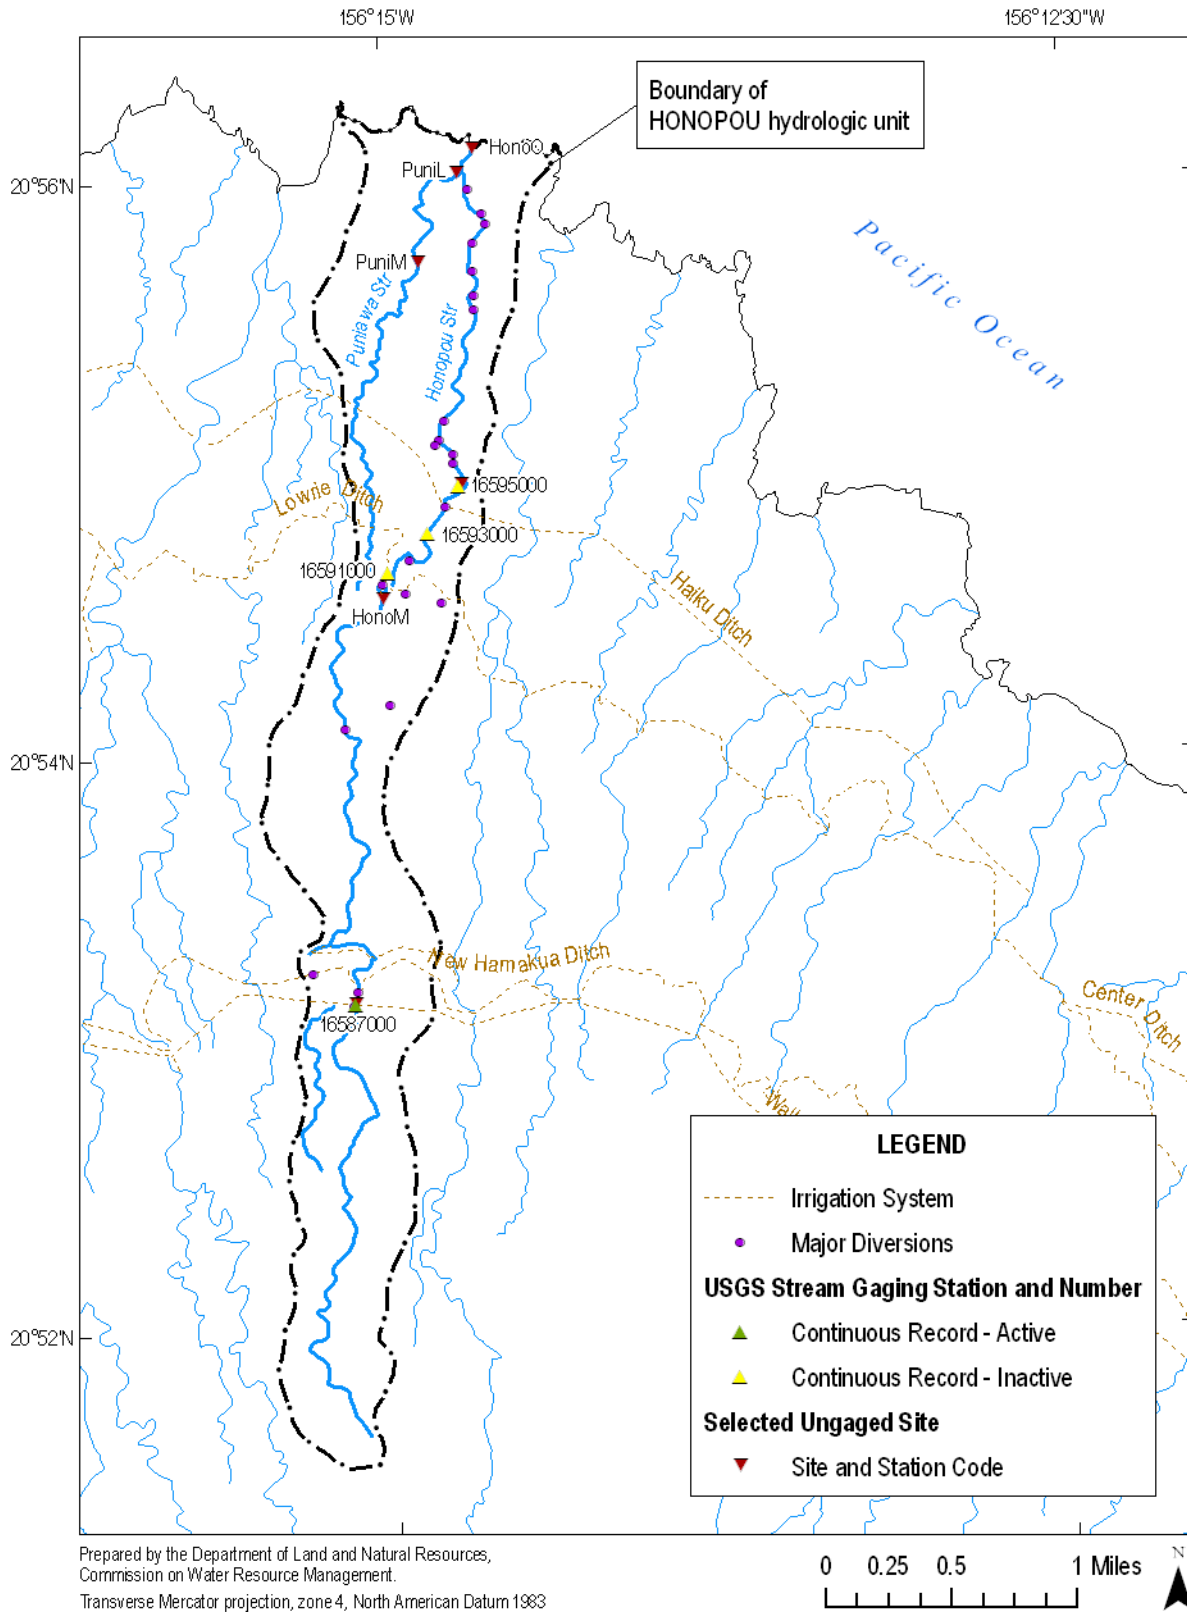 156°15'W
156°12'30"W
Boundary of
HONOPOU hydrologic unit
PuniL
20°56'N
Pacific Ocean
PuniM
Puniawa Str
Honopou Str
16595000
Lowrie Ditch
16593000
16591000
Haiku Ditch
HonoM
20°54'N
New Hamakua Ditch
Center Ditch
16587000
LEGEND
Irrigation System
Major Diversions
USGS Stream Gaging Station and Number
Continuous Record - Active
Continuous Record - Inactive
Selected Ungaged Site
Site and Station Code
20°52'N
Prepared by the Department of Land and Natural Resources,
Commission on Water Resource Management.
Transverse Mercator projection, zone 4, North American Datum 1983
0 0.25 0.5 1 Miles
N